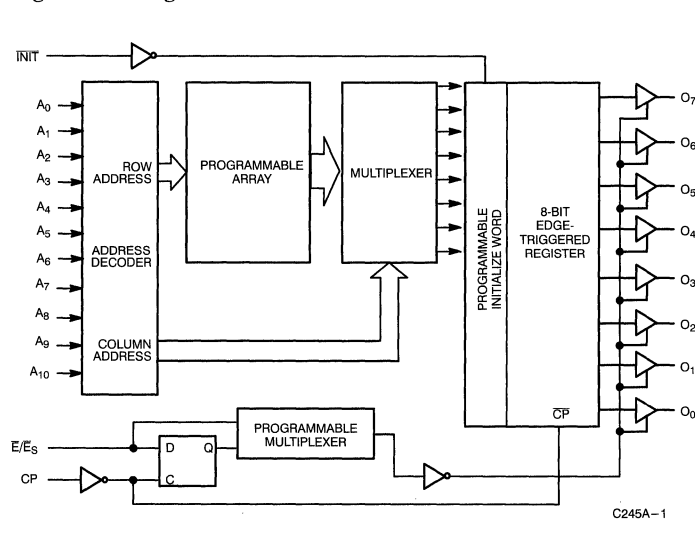 INIT
A0
A1
A2
A3
A4
A5
A6
A7
A8
A9
A10
ROW
ADDRESS
ADDRESS
DECODER
COLUMN
ADDRESS
PROGRAMMABLE
ARRAY
MULTIPLEXER
PROGRAMMABLE
INITIALIZE WORD
8-BIT
EDGE-
TRIGGERED
REGISTER
CP
O7
O6
O5
O4
O3
O2
O1
O0
E/ES
CP
D Q
C
PROGRAMMABLE
MULTIPLEXER
C245A–1